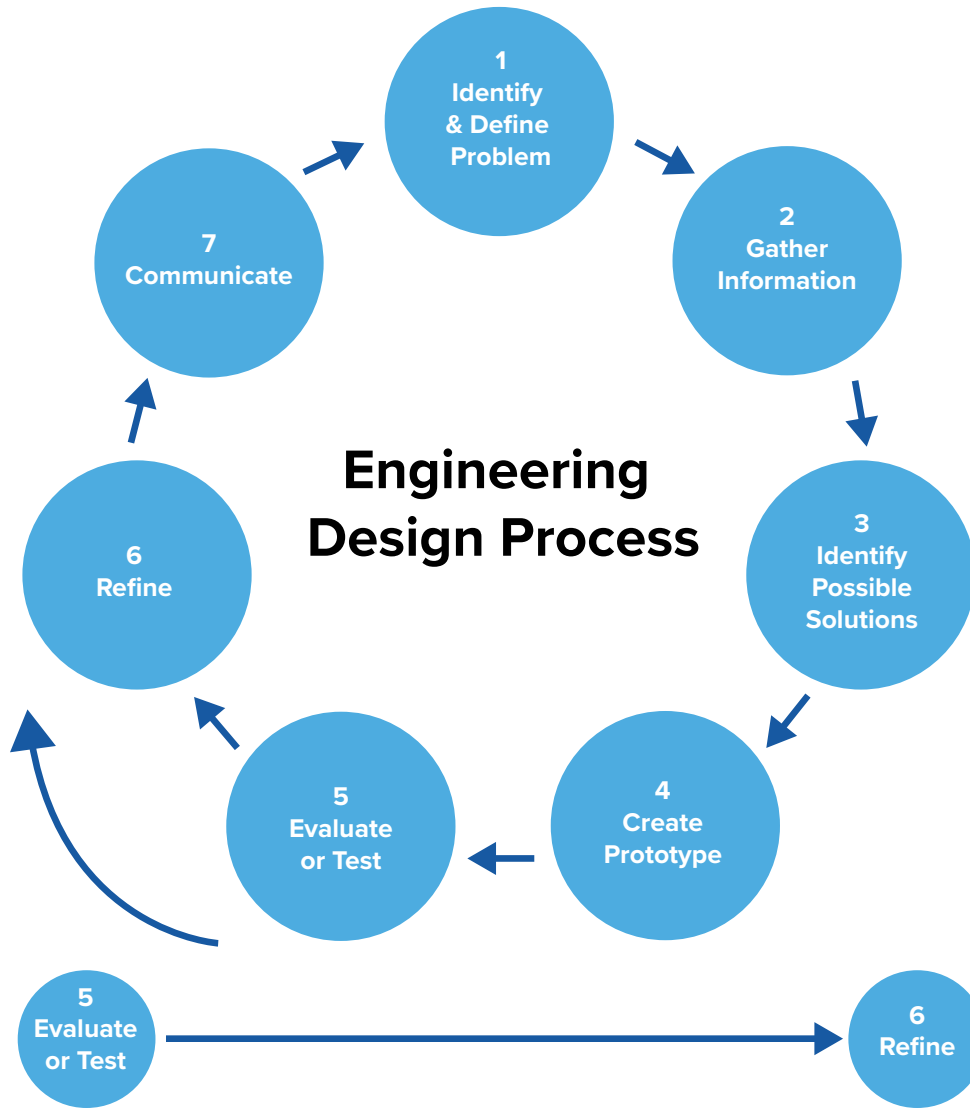 1
Identify
& Define
Problem
2
Gather
Information
3
Identify
Possible
Solutions
4
Create
Prototype
5
Evaluate
or Test
6
Refine
7
Communicate
Engineering
Design Process
5
Evaluate
or Test
6
Refine